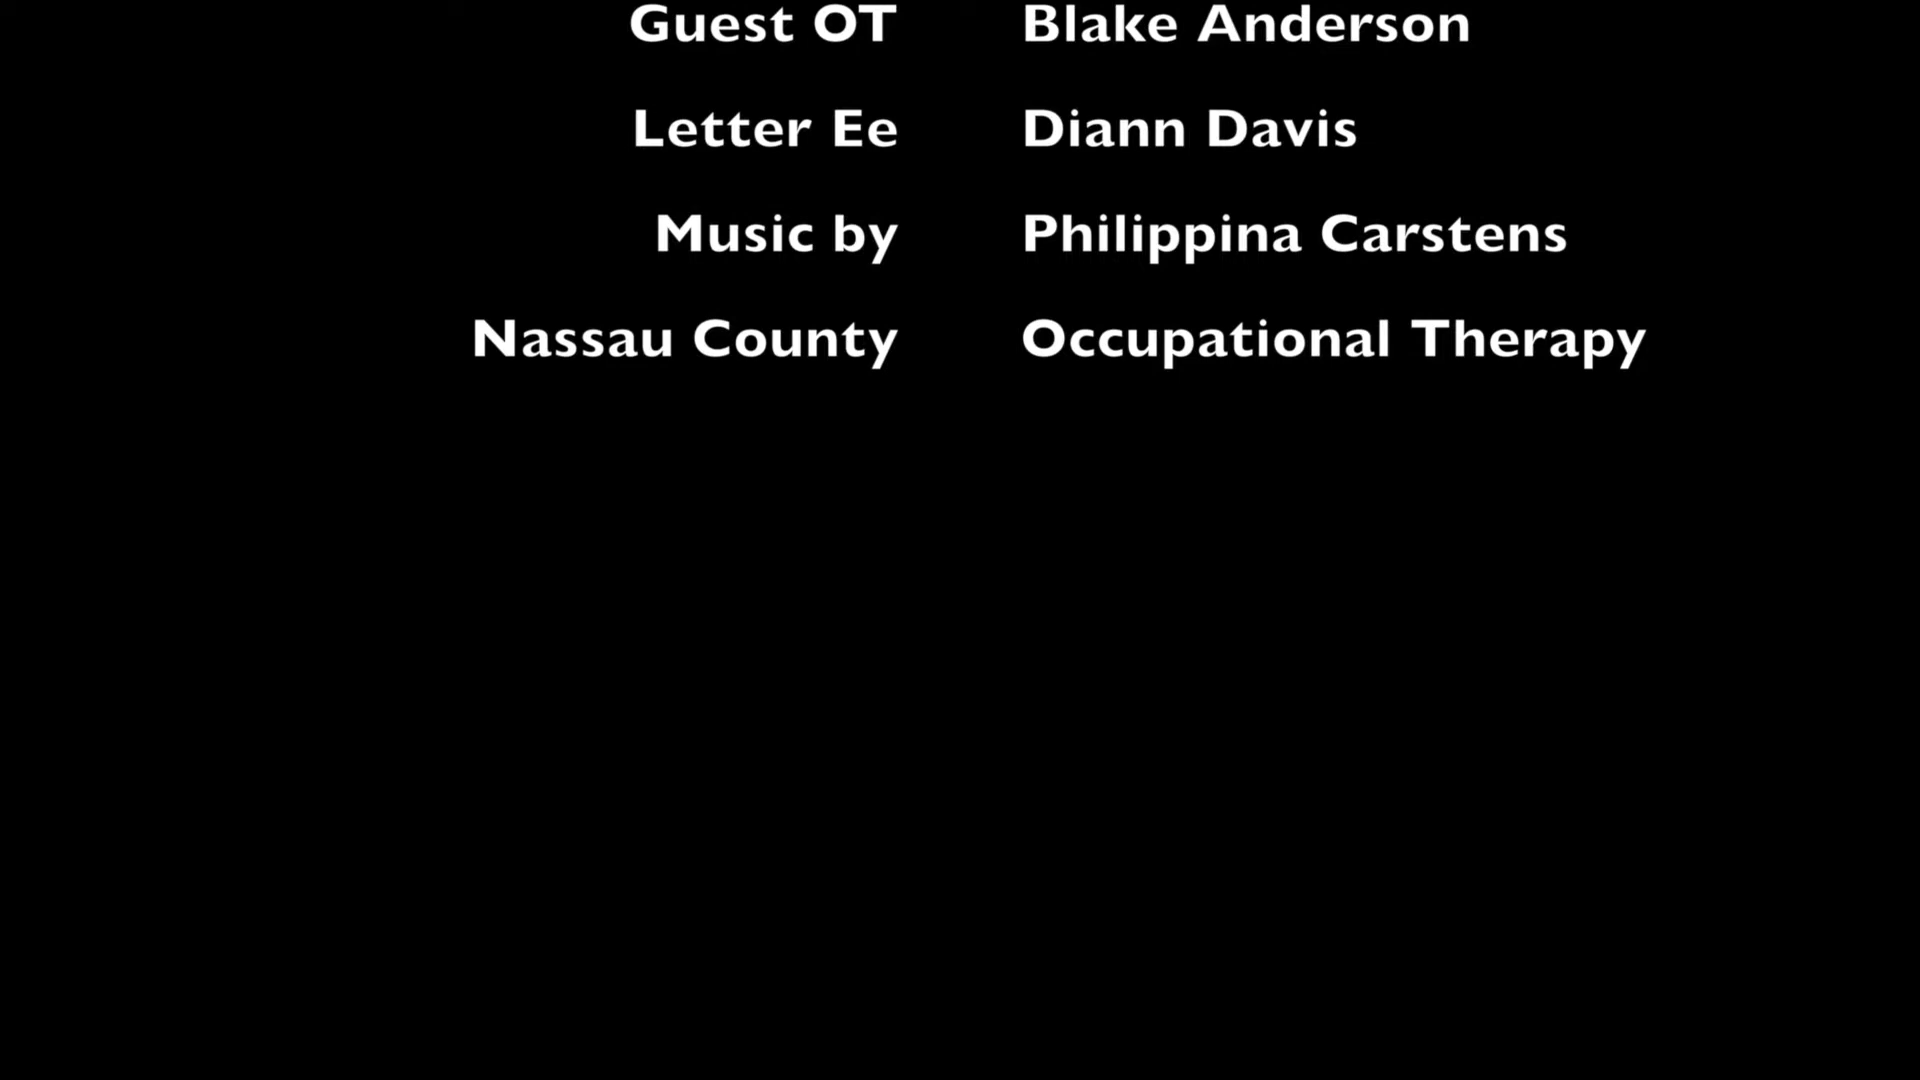 Guest OT Blake Anderson
Letter Ee Diann Davis
Music by Philippina Carstens
Nassau County Occupational Therapy